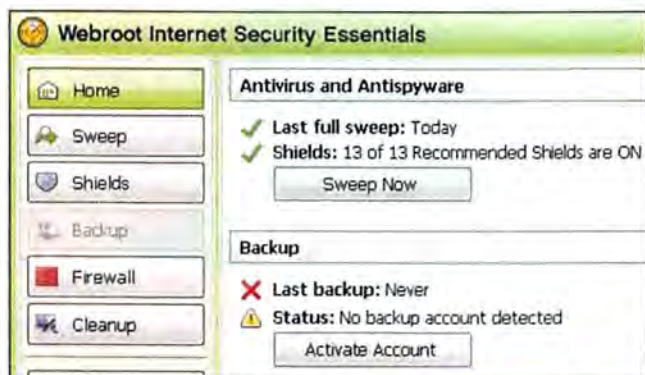 Webroot Internet Security Essentials
Home
Sweep
Shields
Backup
Firewall
Cleanup
Antivirus and Antispyware
Last full sweep: Today
Shields: 13 of 13 Recommended Shields are ON
Sweep Now
Backup
Last backup: Never
Status: No backup account detected
Activate Account